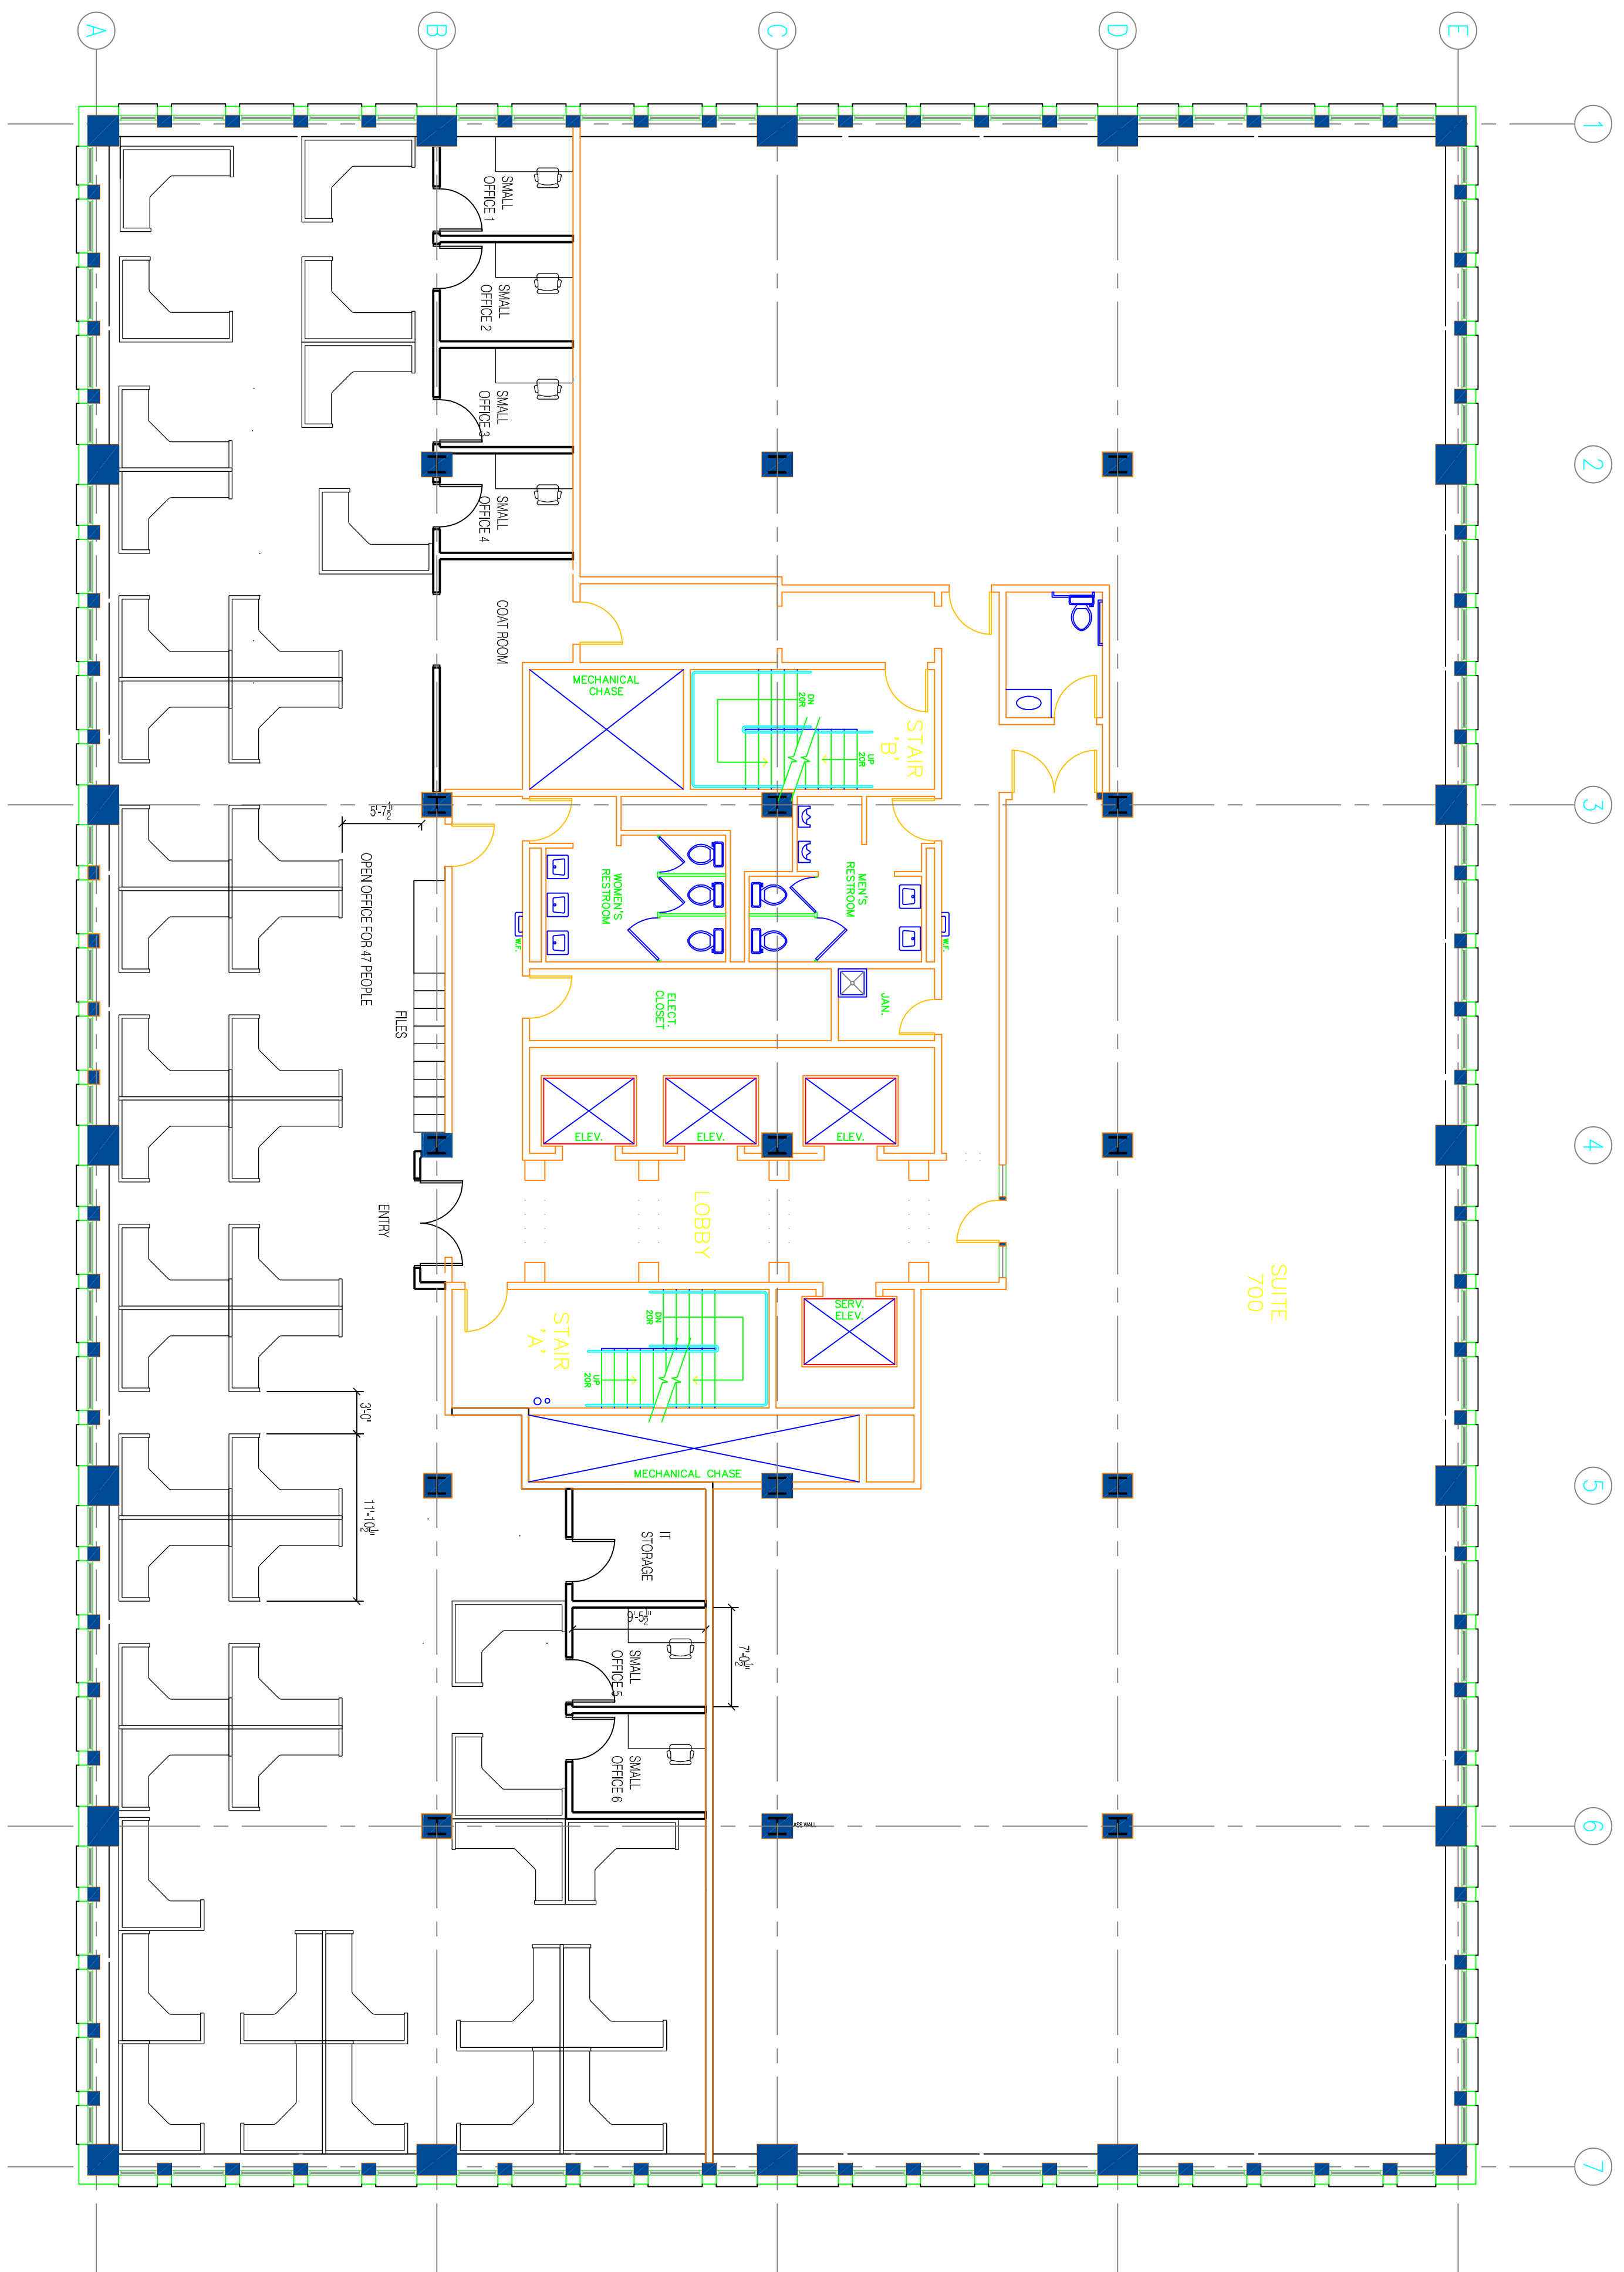 A
B
C
D
E
1
2
3
4
5
6
7
SMALL
OFFICE 1
SMALL
OFFICE 2
SMALL
OFFICE 3
SMALL
OFFICE 4
COAT ROOM
MECHANICAL
CHASE
DN
20R
UP
20R
STAIR
'B'
5'-7½"
OPEN OFFICE FOR 47 PEOPLE
FILES
WOMEN'S
RESTROOM
MEN'S
RESTROOM
W.F.
W.F.
ELECT.
CLOSET
JAN.
ELEV.
ELEV.
ELEV.
ENTRY
LOBBY
SUITE
700
SERV.
ELEV.
DN
20R
UP
20R
STAIR
'A'
3'-0"
11'-10½"
MECHANICAL CHASE
IT
STORAGE
9'-5½"
7'-0½"
SMALL
OFFICE 5
SMALL
OFFICE 6
ASS WALL